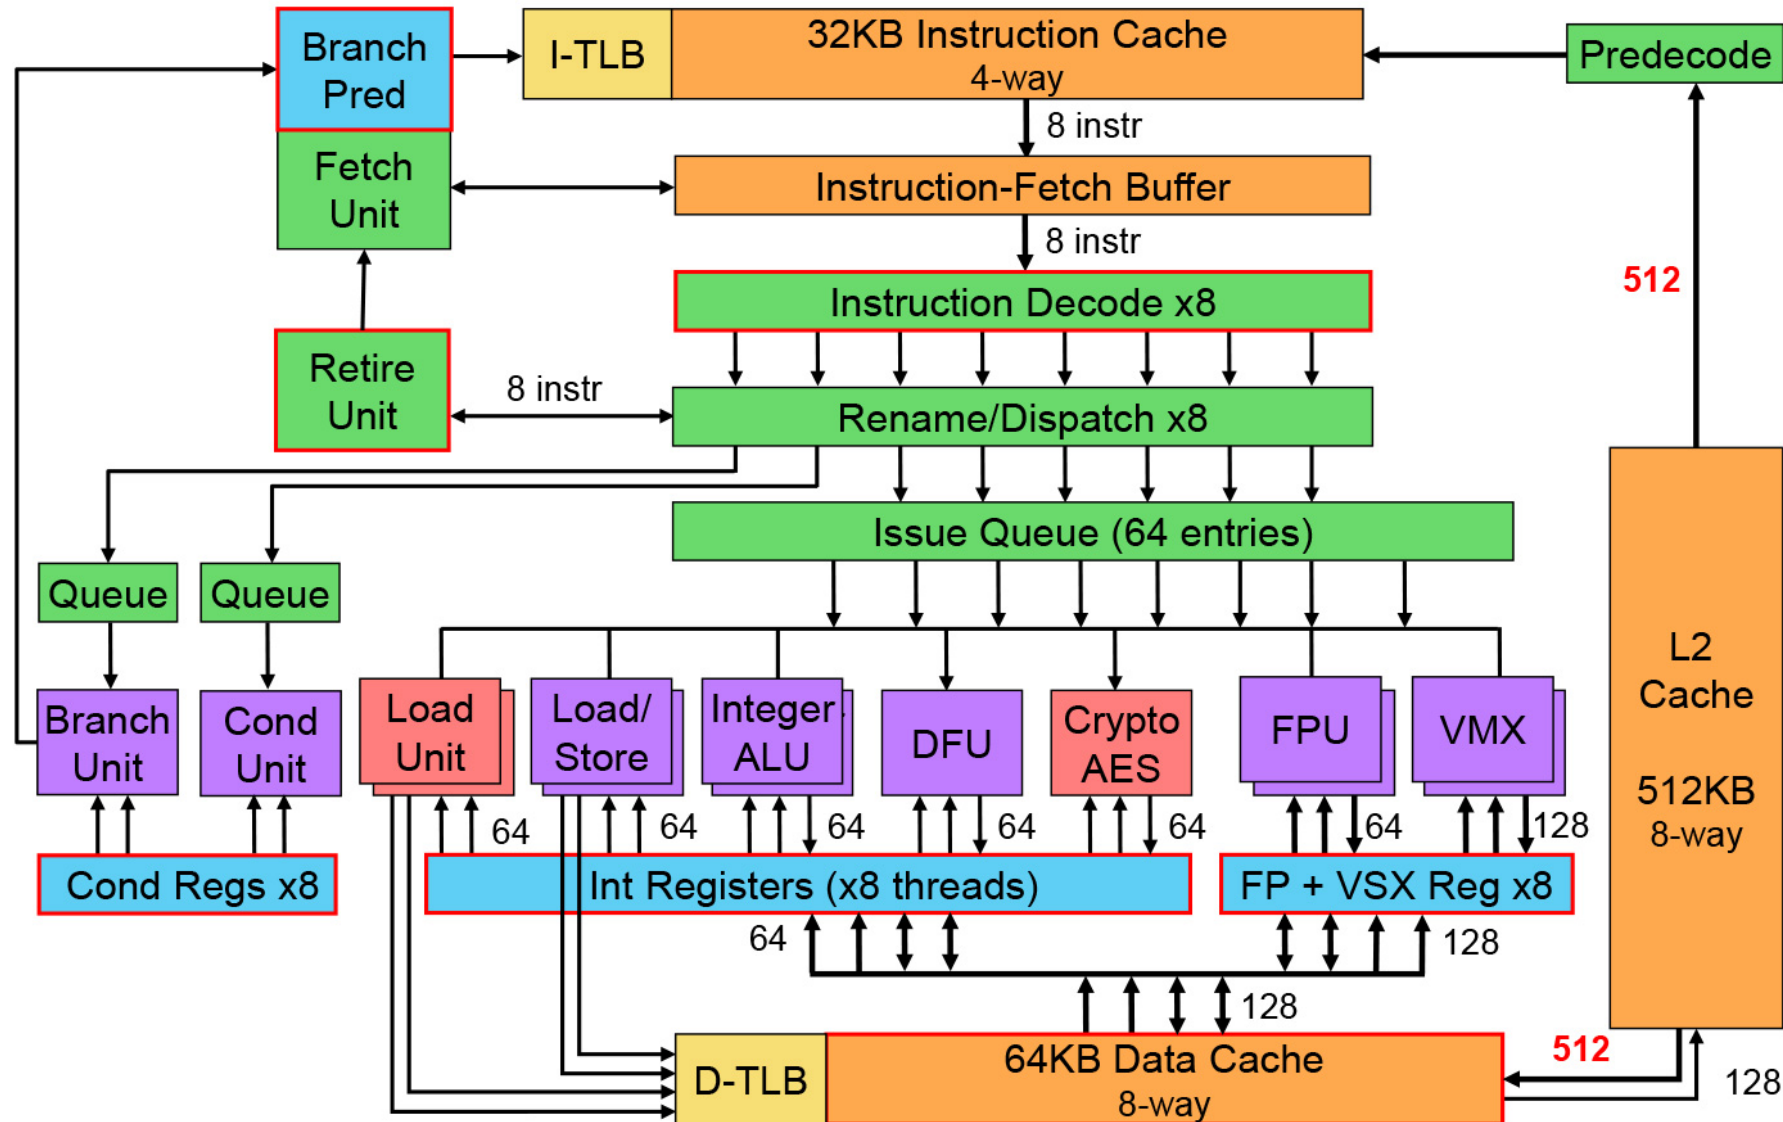 Branch
Pred
I-TLB
32KB Instruction Cache
4-way
Predecode
8 instr
Fetch
Unit
Instruction-Fetch Buffer
8 instr
512
Instruction Decode x8
Retire
Unit
8 instr
Rename/Dispatch x8
Issue Queue (64 entries)
Queue
Queue
L2
Cache
512KB
8-way
Branch
Unit
Cond
Unit
Load
Unit
Load/
Store
Integer
ALU
DFU
Crypto
AES
FPU
VMX
64
64
64
64
64
64
128
Cond Regs x8
Int Registers (x8 threads)
FP + VSX Reg x8
64
128
128
D-TLB
64KB Data Cache
8-way
512
128